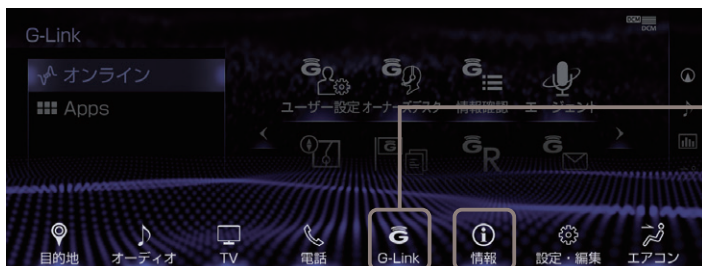 G-Link
DCM
DCM
オンライン
Apps
ユーザー設定 オーナーズデスク 情報確認 エージェント
G R G
目的地 オーディオ TV 電話 G-Link 情報 設定・編集 エアコン